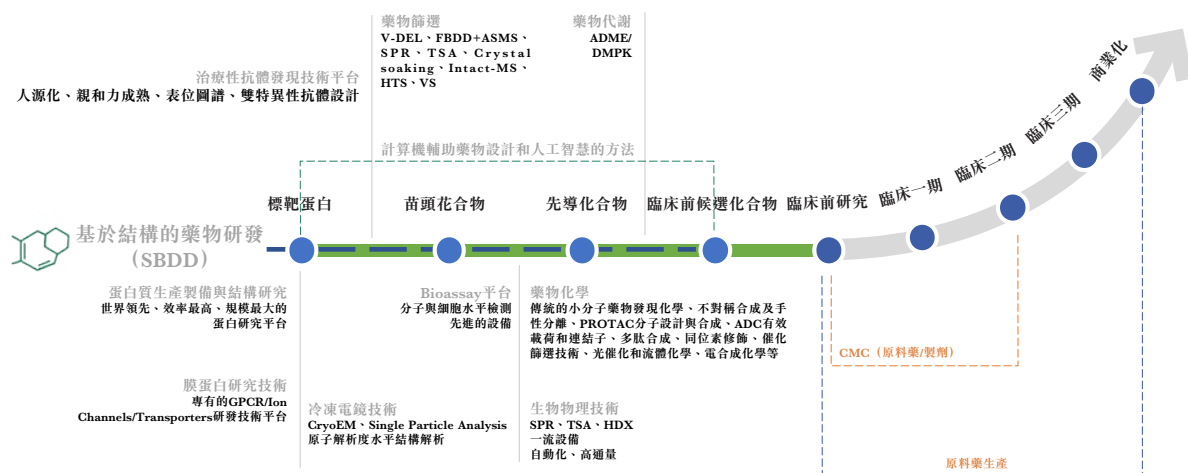 藥物篩選
V-DEL、FBDD+ASMS、
SPR、TSA、Crystal
soaking、Intact-MS、
HTS、VS
藥物代謝
ADME/
DMPK
治療性抗體發現技術平台
人源化、親和力成熟、表位圖譜、雙特異性抗體設計
計算機輔助藥物設計和人工智慧的方法
標靶蛋白
苗頭花合物
先導化合物
臨床前候選化合物
臨床前研究
臨床一期
臨床二期
臨床三期
商業化
基於結構的藥物研發
(SBDD)
蛋白質生產製備與結構研究
世界領先、效率最高、規模最大的
蛋白研究平台
Bioassay平台
分子與細胞水平檢測
先進的設備
藥物化學
傳統的小分子藥物發現化學、不對稱合成及手
性分離、PROTAC分子設計與合成、ADC有效
載荷和連結子、多肽合成、同位素修飾、催化
篩選技術、光催化和流體化學、電合成化學等
CMC（原料藥/製劑）
膜蛋白研究技術
專有的GPCR/Ion
Channels/Transporters研發技術平台
冷凍電鏡技術
CryoEM、Single Particle Analysis
原子解析度水平結構解析
生物物理技術
SPR、TSA、HDX
一流設備
自動化、高通量
原料藥生產